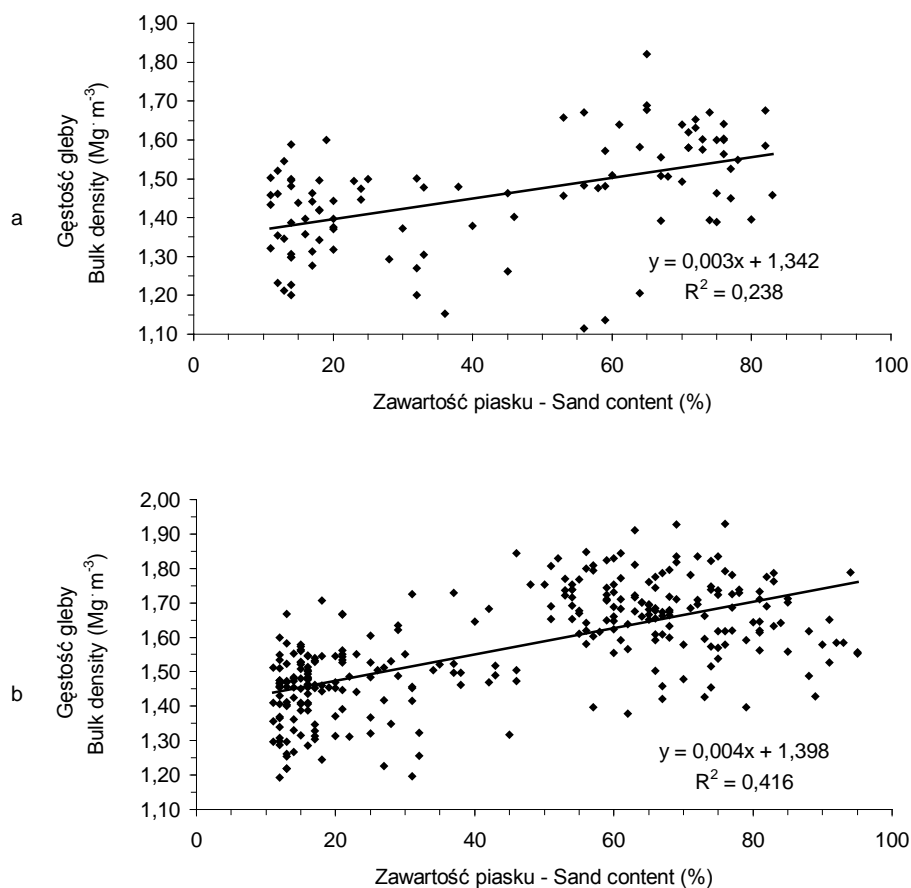 a
Gęstość gleby
Bulk density (Mg·m-3)
1,90
1,80
1,70
1,60
1,50
1,40
1,30
1,20
1,10
y = 0,003x + 1,342
R2 = 0,238
0 20 40 60 80 100
Zawartość piasku - Sand content (%)
b
Gęstość gleby
Bulk density (Mg·m-3)
2,00
1,90
1,80
1,70
1,60
1,50
1,40
1,30
1,20
1,10
y = 0,004x + 1,398
R2 = 0,416
0 20 40 60 80 100
Zawartość piasku - Sand content (%)